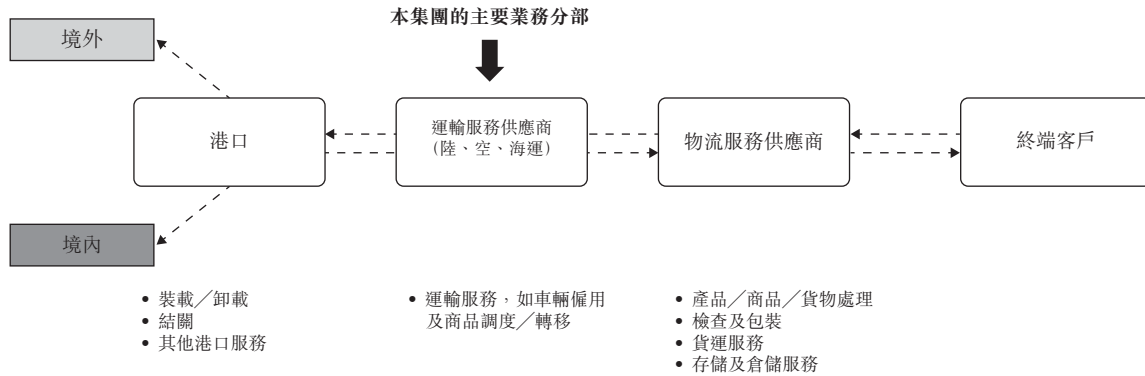 本集團的主要業務分部
境外
港口
運輸服務供應商
(陸、空、海運)
物流服務供應商
終端客戶
境內
• 裝載╱卸載
• 結關
• 其他港口服務
• 運輸服務，如車輛僱用
及商品調度╱轉移
• 產品╱商品╱貨物處理
• 檢查及包裝
• 貨運服務
• 存儲及倉儲服務